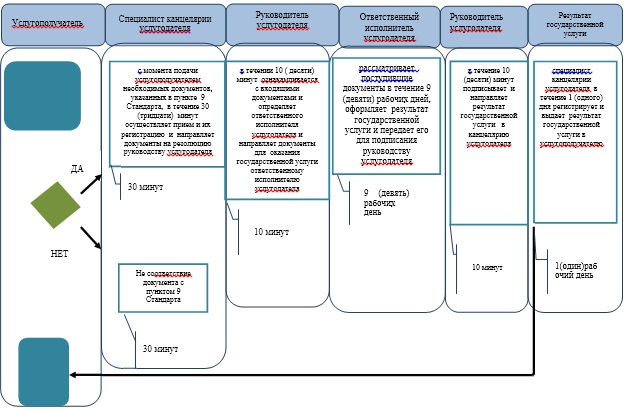 Услугополучатель
Специалист канцелярии
услугодателя
Руководитель
услугодателя
Ответственный
исполнитель
услугодателя
Руководитель
услугодателя
Результат
государственной
услуги
с момента подачи
услугополучателем
необходимых документов,
указанных в пункте 9
Стандарта, в течение 30
(тридцати) минут
осуществляет прием и их
регистрацию и направляет
документы на резолюцию
руководству услугодателя
ДА
30 минут
НЕТ
Не соответствие
документа с
пунктом 9
Стандарта
30 минут
в течении 10 ( десяти)
минут ознакамливается
с входящими
документами и
определяет
ответственного
исполнителя
услугодателя и
направляет документы
для оказания
государственной услуги
ответственному
исполнителю
услугодателя
10 минут
рассматривает
поступившие
документы в течение 9
(девяти) рабочих дней,
оформляет результат
государственной
услуги и передает его
для подписания
руководству
услугодателя
9 (девять)
рабочих
день
в течение 10
(десяти) минут
подписывает и
направляет
результат
государственной
услуги в
канцелярию
услугодателя
10 минут
специалист
канцелярии
услугодателя в
течение 1 (одного)
дня регистрирует и
выдает результат
государственной
услуги в
услугополучателю
1(один)раб
очий день